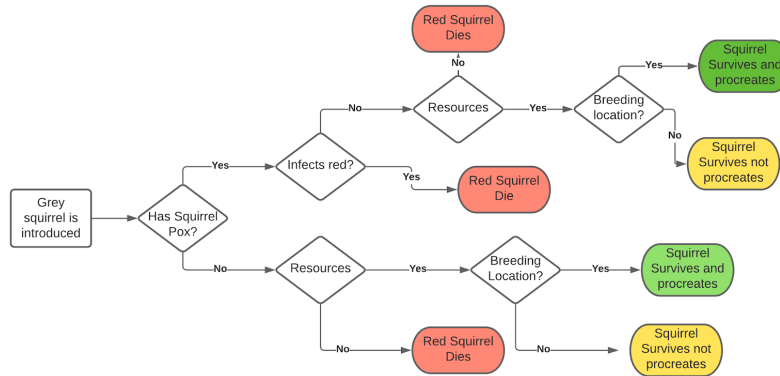 Red Squirrel
Dies
No
Squirrel
Survives and
procreates
Yes
No
Resources
Yes
Breeding
location?
No
Squirrel
Survives not
procreates
Yes
Infects red?
Yes
Red Squirrel
Die
Grey
squirrel is
introduced
Has Squirrel
Pox?
No
Resources
Yes
Breeding
Location?
Yes
Squirrel
Survives and
procreates
No
Red Squirrel
Dies
No
Squirrel
Survives not
procreates